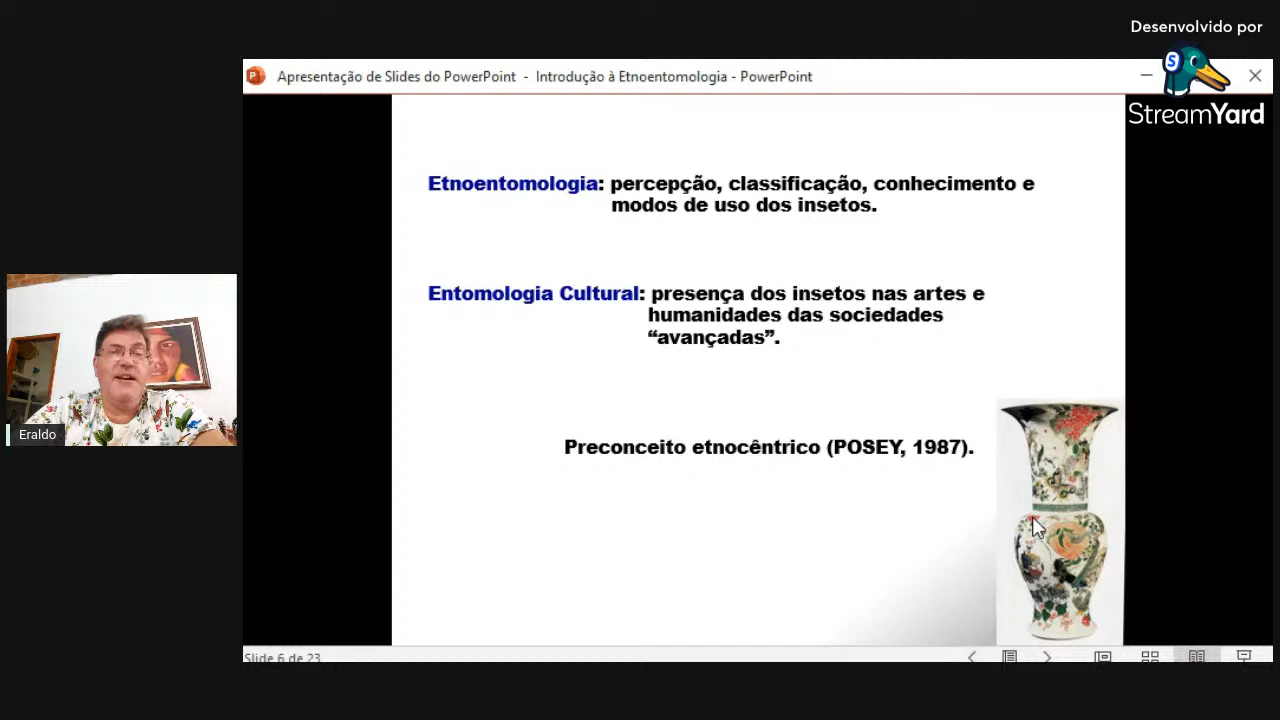 Desenvolvido por
Apresentação de Slides do PowerPoint - Introdução à Etnoentomologia - PowerPoint
StreamYard
Etnoentomologia: percepção, classificação, conhecimento e
modos de uso dos insetos.
Entomologia Cultural: presença dos insetos nas artes e
humanidades das sociedades
“avançadas”.
Eraldo
Preconceito etnocêntrico (POSEY, 1987).
Slide 6 de 23